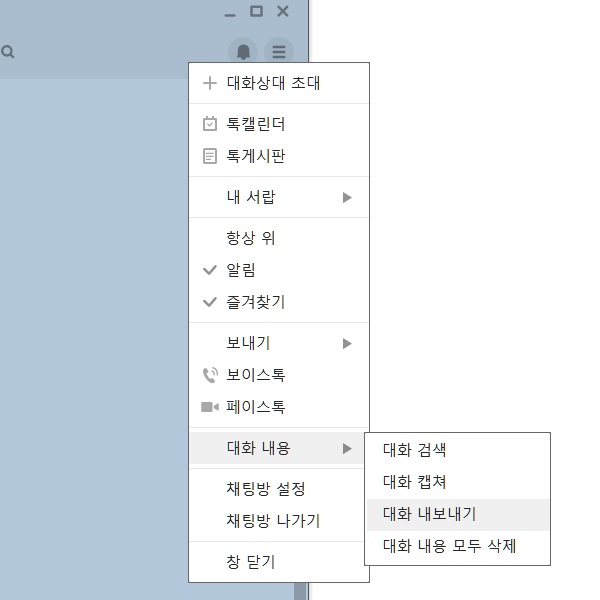 대화상대 초대
톡캘린더
톡게시판
내 서랍
항상 위
알림
즐겨찾기
보내기
보이스톡
페이스톡
대화 내용
대화 검색
대화 캡쳐
대화 내보내기
대화 내용 모두 삭제
채팅방 설정
채팅방 나가기
창 닫기